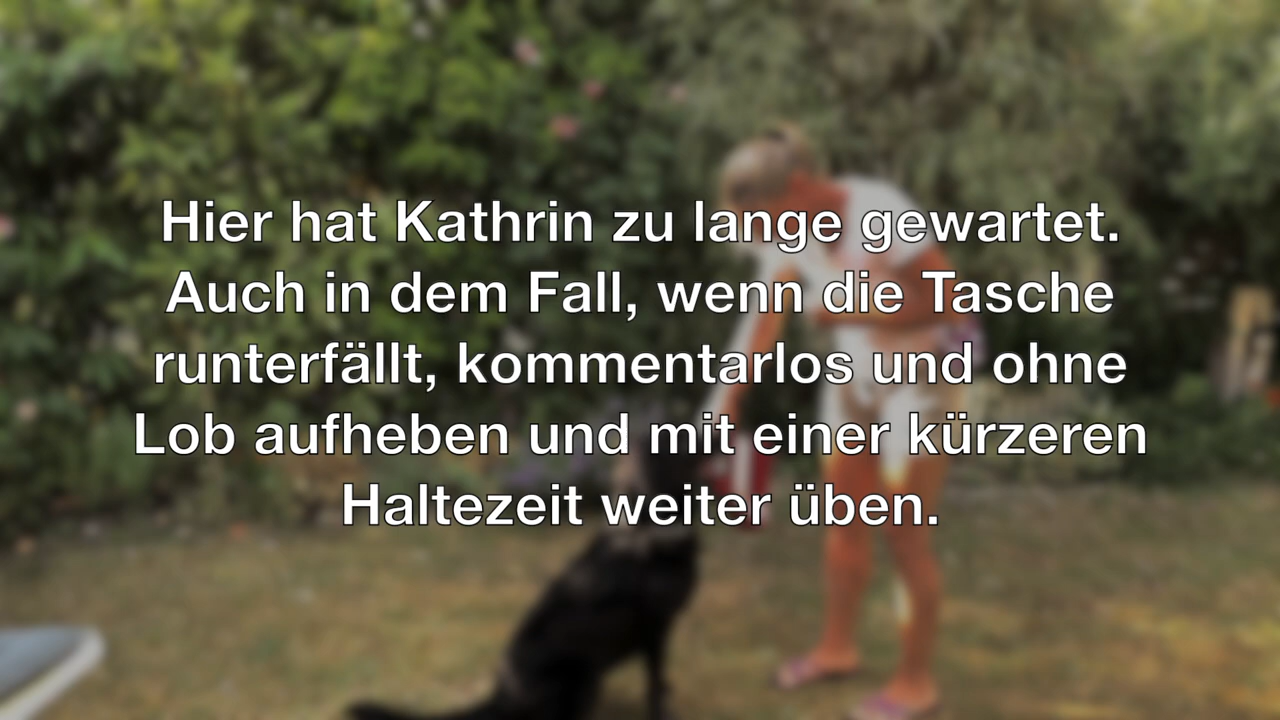 Hier hat Kathrin zu lange gewartet.
Auch in dem Fall, wenn die Tasche
runterfällt, kommentarlos und ohne
Lob aufheben und mit einer kürzeren
Haltezeit weiter üben.